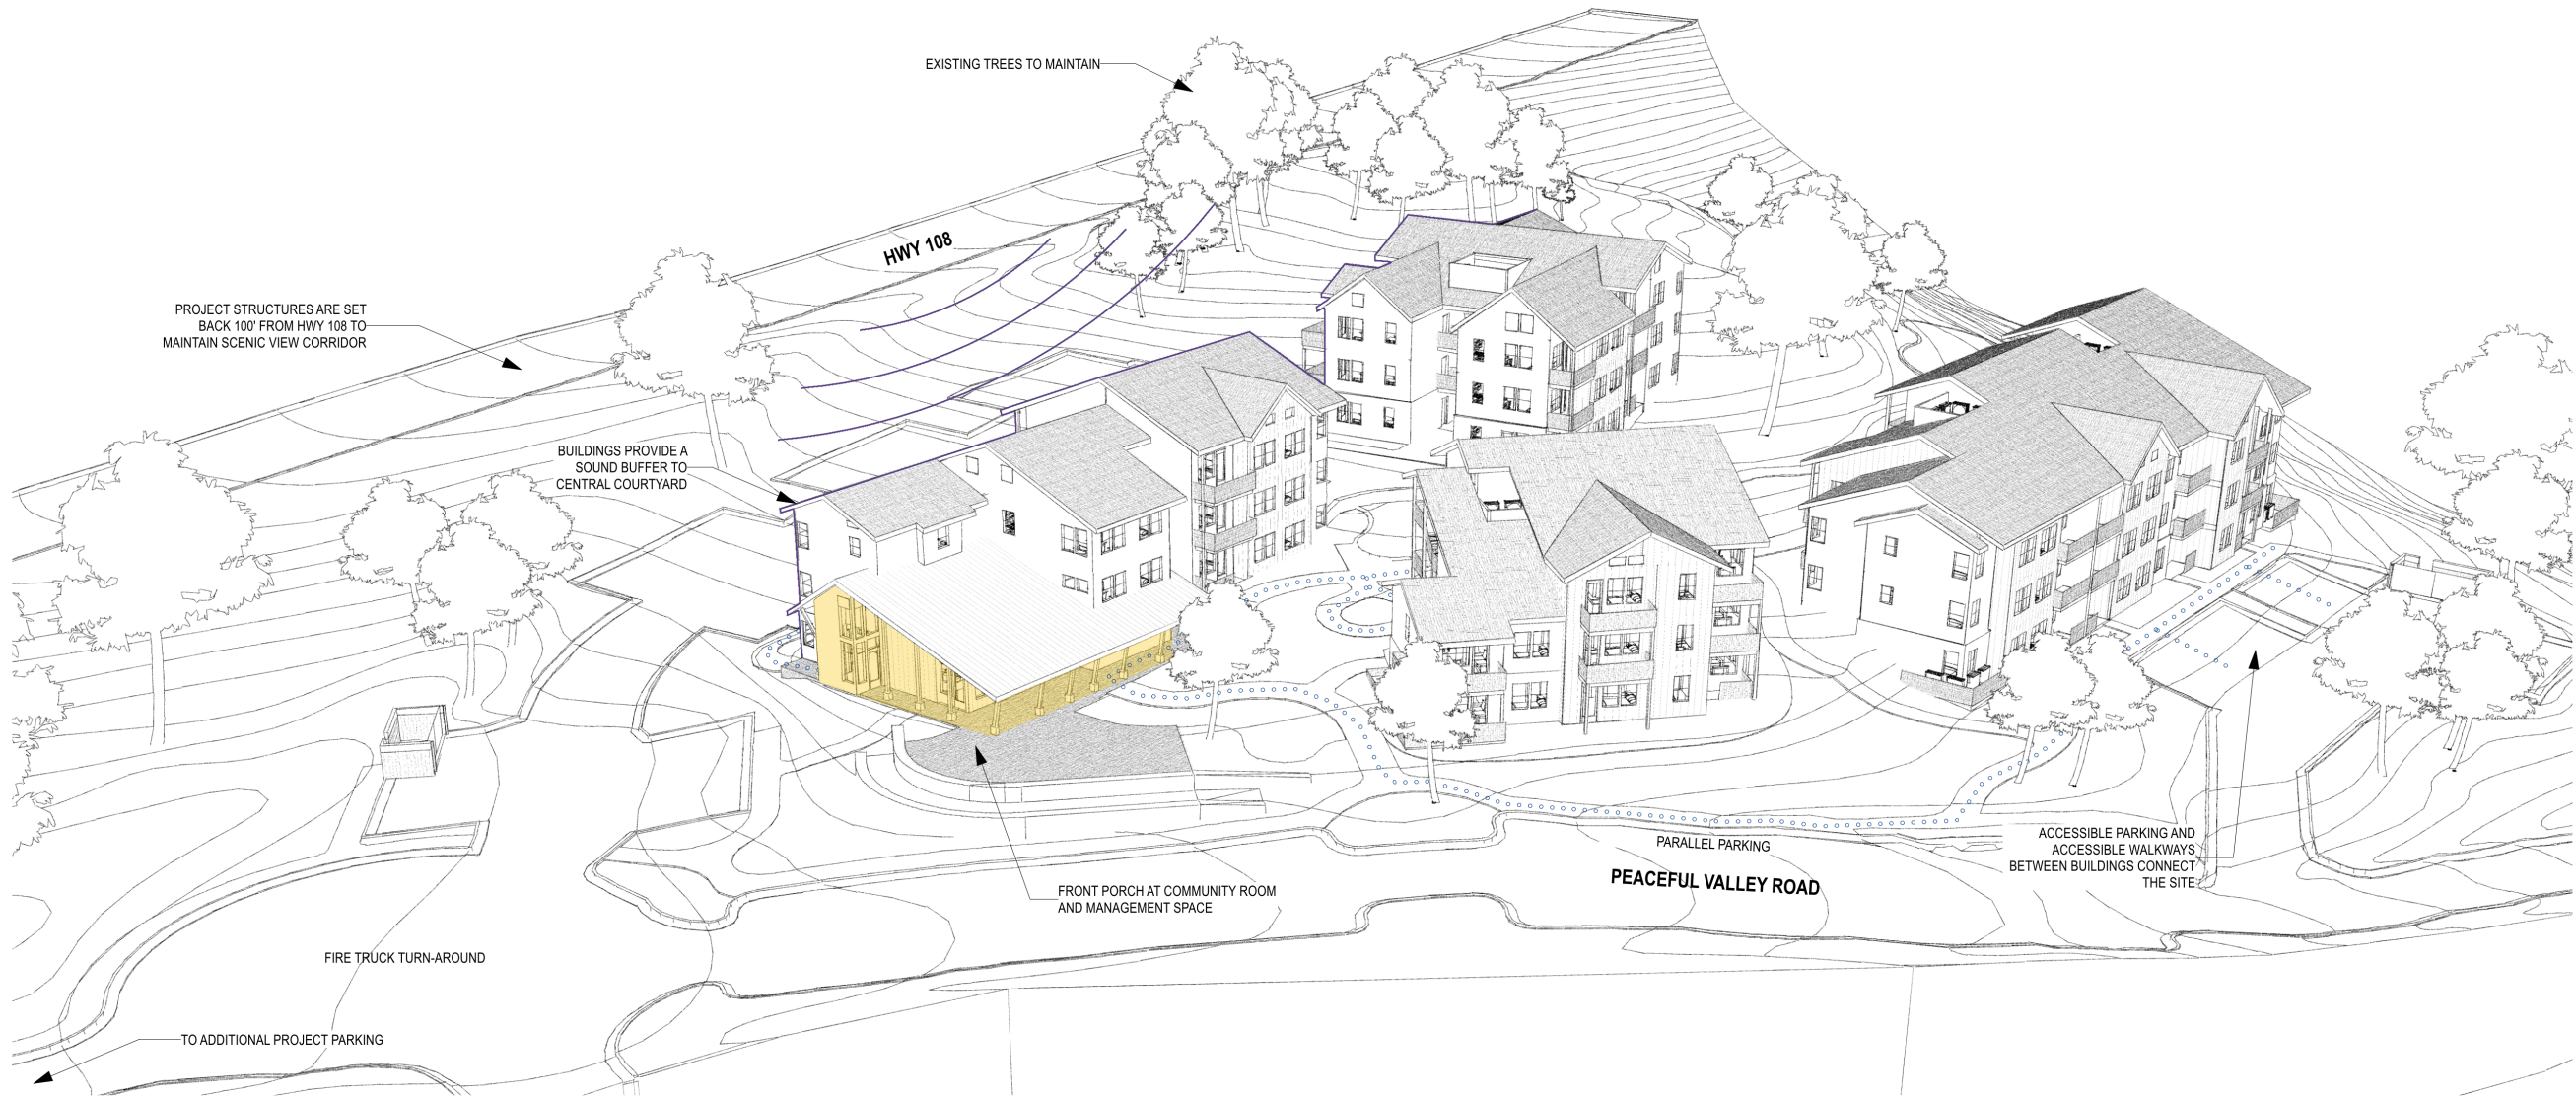 EXISTING TREES TO MAINTAIN
HWY 108
PROJECT STRUCTURES ARE SET
BACK 100' FROM HWY 108 TO
MAINTAIN SCENIC VIEW CORRIDOR
BUILDINGS PROVIDE A
SOUND BUFFER TO
CENTRAL COURTYARD
PARALLEL PARKING
PEACEFUL VALLEY ROAD
ACCESSIBLE PARKING AND
ACCESSIBLE WALKWAYS
BETWEEN BUILDINGS CONNECT
THE SITE
FRONT PORCH AT COMMUNITY ROOM
AND MANAGEMENT SPACE
FIRE TRUCK TURN-AROUND
TO ADDITIONAL PROJECT PARKING